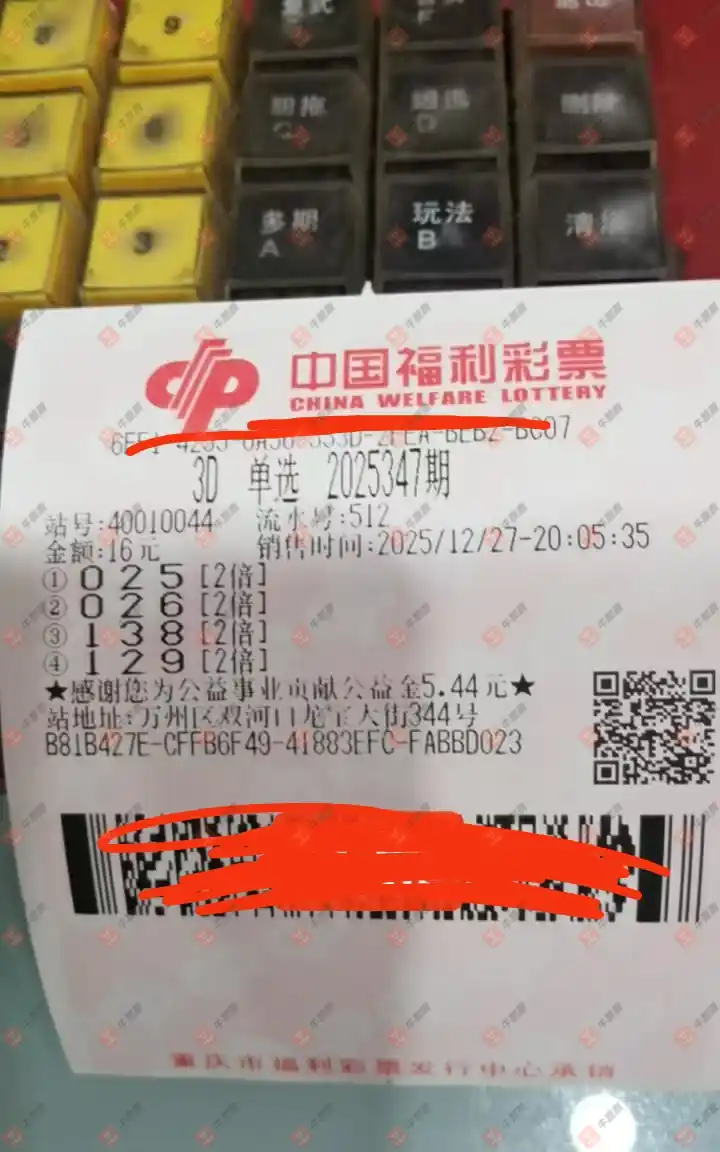 9
多期
A
玩法
B
3
中国福利彩票
CHINA WELFARE LOTTERY
3D 单选 2025347期
站号:40010044 流水号:512
金额:16元 销售时间:2025/12/27-20:05:35
① 0 2 5 [2倍]
② 0 2 6 [2倍]
③ 1 3 8 [2倍]
④ 1 2 9 [2倍]
★感谢您为公益事业贡献公益金5.44元★
站地址:万州区双河口龙宝大街344号
B81B427E-CFFB6F49-41883EFC-FABBD023
重庆市福利彩票发行中心承销